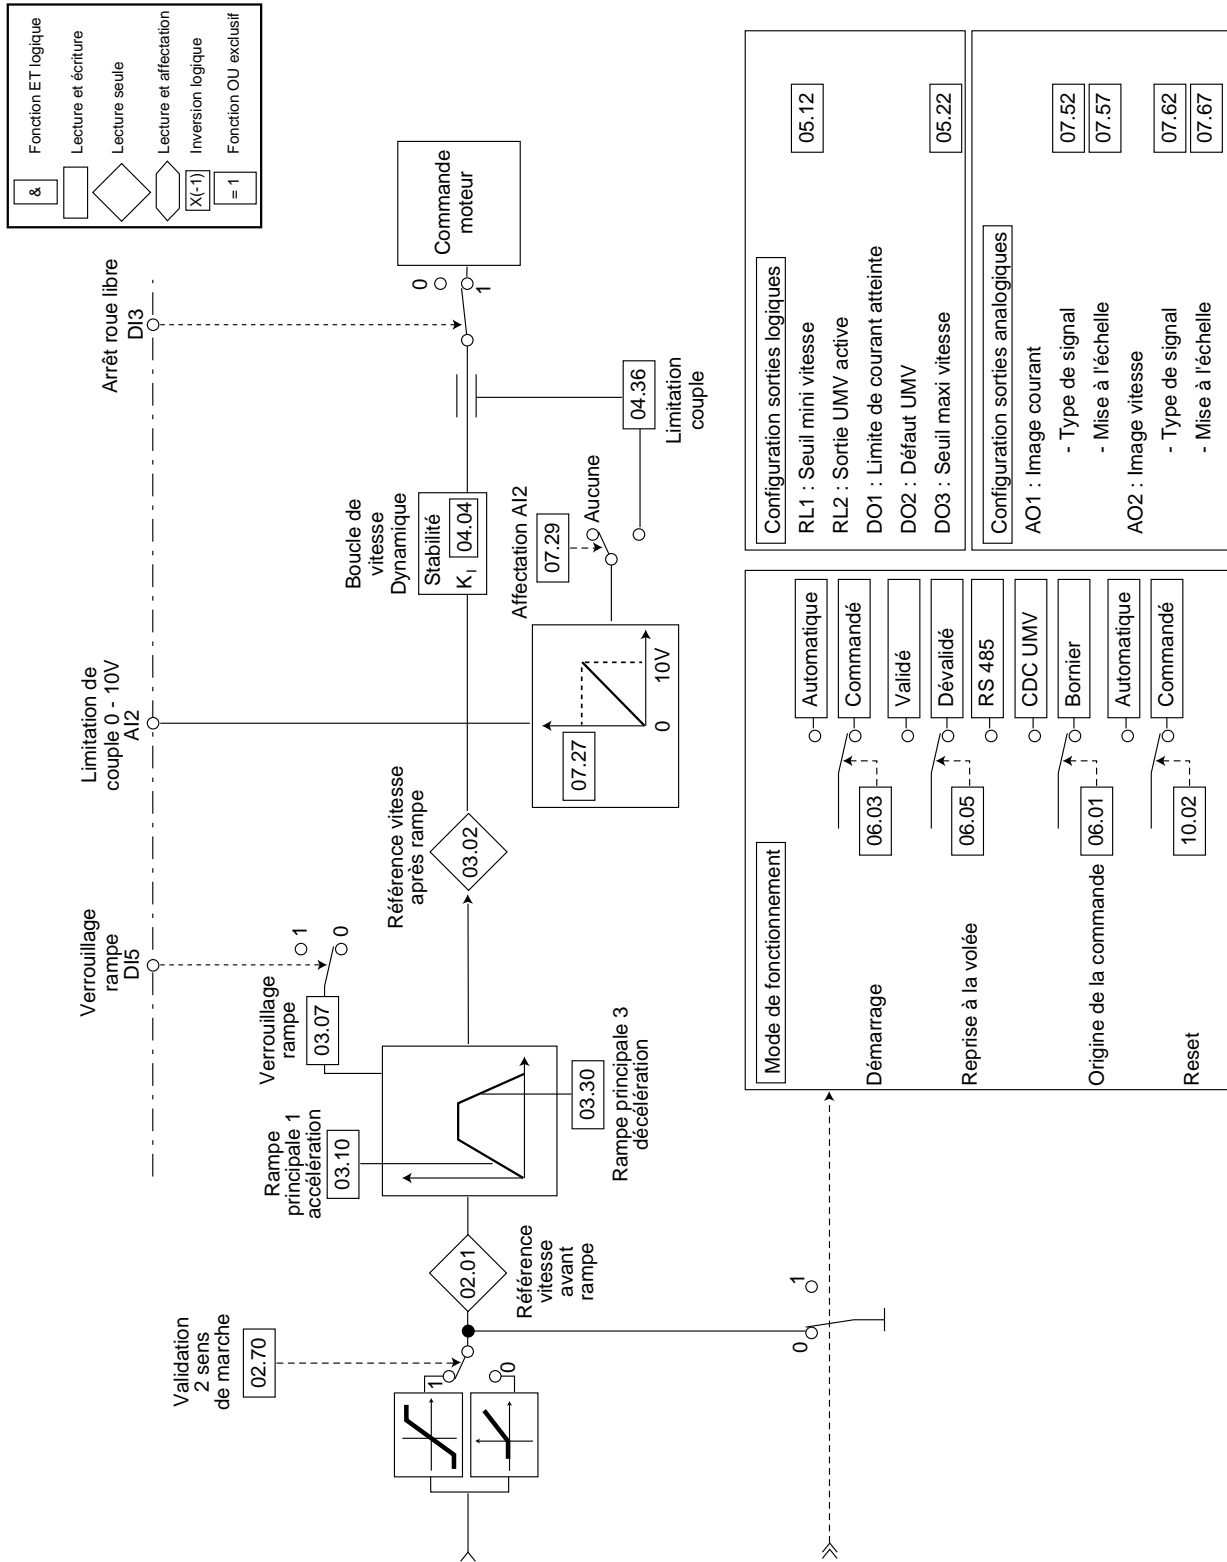 Validation
2 sens
de marche
02.70
1
0
02.01
Référence
vitesse
avant
rampe
0
1
Rampe
principale 1
accélération
03.10
03.30
Rampe principale 3
décélération
Verrouillage
rampe
03.07
1
0
Verrouillage
rampe
DI5
Référence vitesse
après rampe
03.02
Limitation de
couple 0 - 10V
AI2
07.27
0
10V
Boucle de
vitesse
Dynamique
Stabilité
KI
04.04
Affectation AI2
07.29
Aucune
04.36
Limitation
couple
Arrêt roue libre
DI3
0
1
Commande
moteur
&
Fonction ET logique
Lecture et écriture
Lecture seule
Lecture et affectation
X(-1)
Inversion logique
= 1
Fonction OU exclusif
Mode de fonctionnement
Démarrage
06.03
Automatique
Commandé
Reprise à la volée
06.05
Validé
Dévalidé
Origine de la commande
06.01
RS 485
CDC UMV
Bornier
Reset
10.02
Automatique
Commandé
Configuration sorties logiques
RL1 : Seuil mini vitesse
05.12
RL2 : Sortie UMV active
DO1 : Limite de courant atteinte
DO2 : Défaut UMV
DO3 : Seuil maxi vitesse
05.22
Configuration sorties analogiques
AO1 : Image courant
- Type de signal
07.52
- Mise à l'échelle
07.57
AO2 : Image vitesse
- Type de signal
07.62
- Mise à l'échelle
07.67